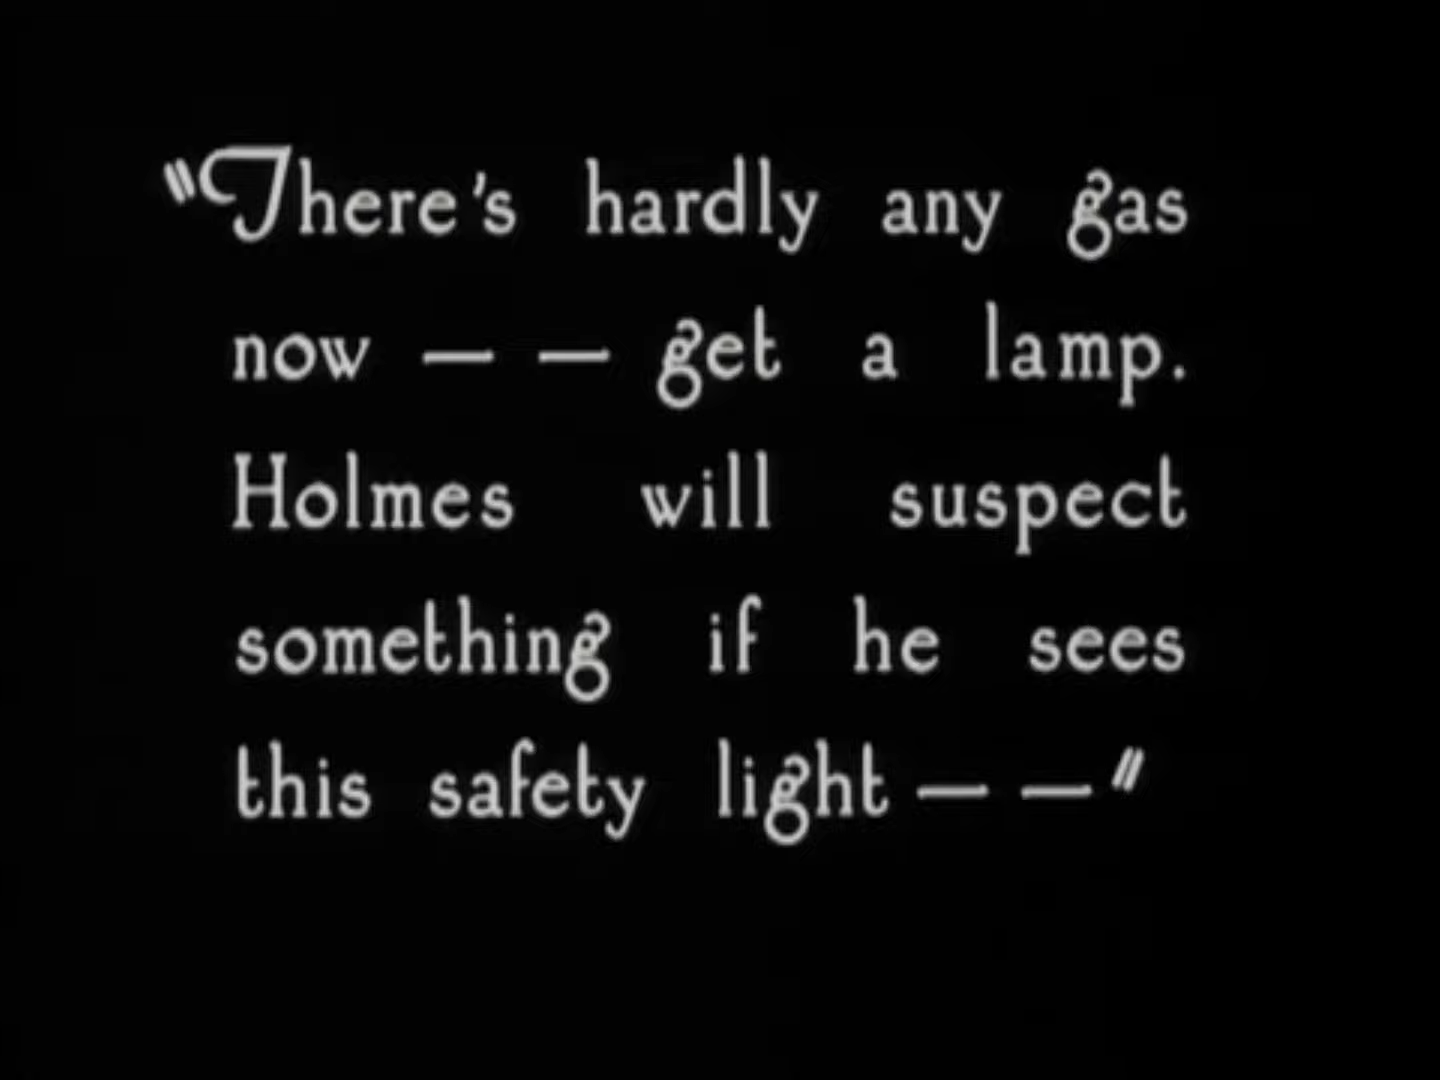 "There's hardly any gas
now — — get a lamp.
Holmes will suspect
something if he sees
this safety light — —"